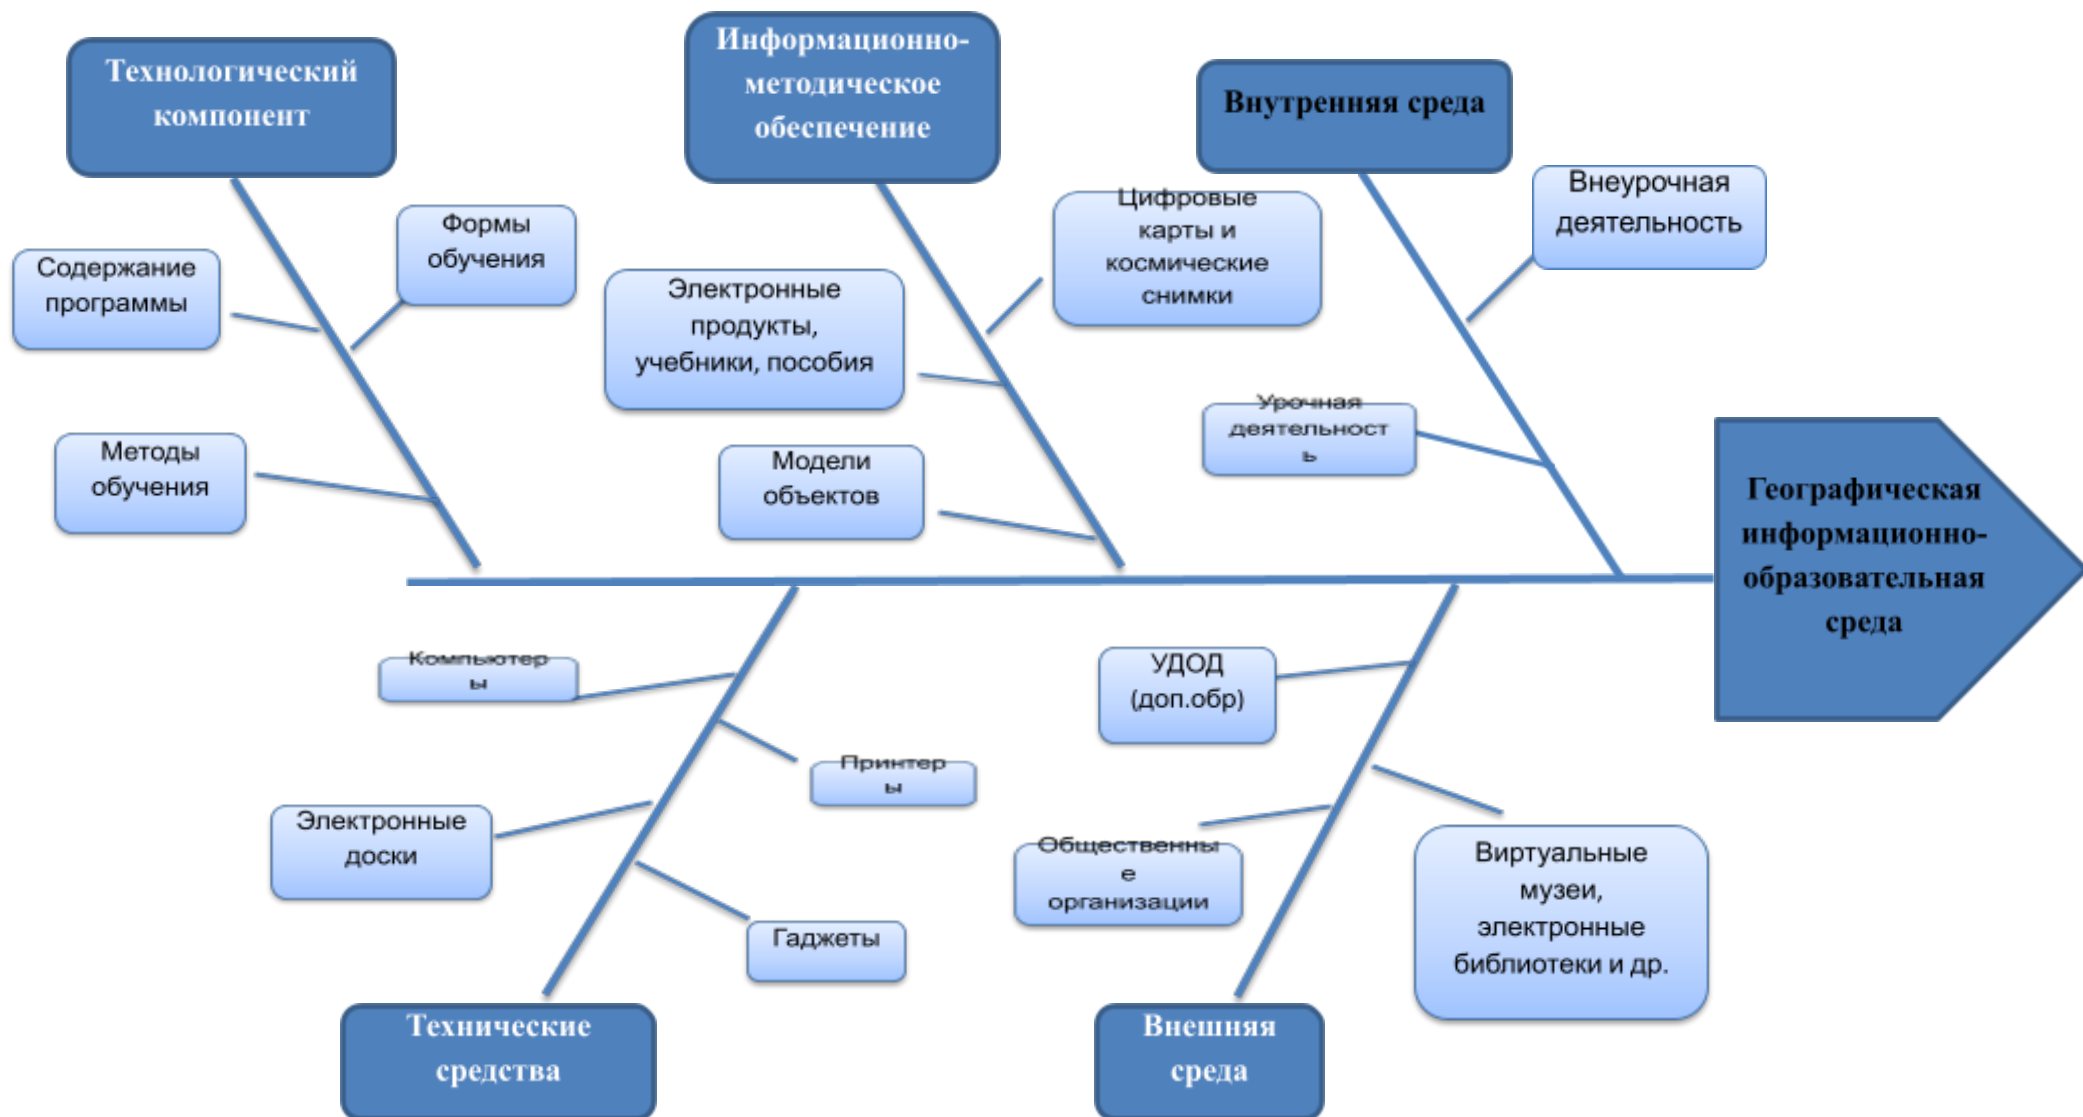 Технологический
компонент
Информационно-
методическое
обеспечение
Внутренняя среда
Формы
обучения
Содержание
программы
Методы
обучения
Цифровые
карты и
космические
снимки
Электронные
продукты,
учебники, пособия
Модели
объектов
Внеурочная
деятельность
Урочная
деятельност
ь
Географическая
информационно-
образовательная
среда
Компьютер
ы
Принтер
ы
Электронные
доски
Гаджеты
УДОД
(доп.обр)
Общественны
е
организации
Виртуальные
музеи,
электронные
библиотеки и др.
Технические
средства
Внешняя
среда